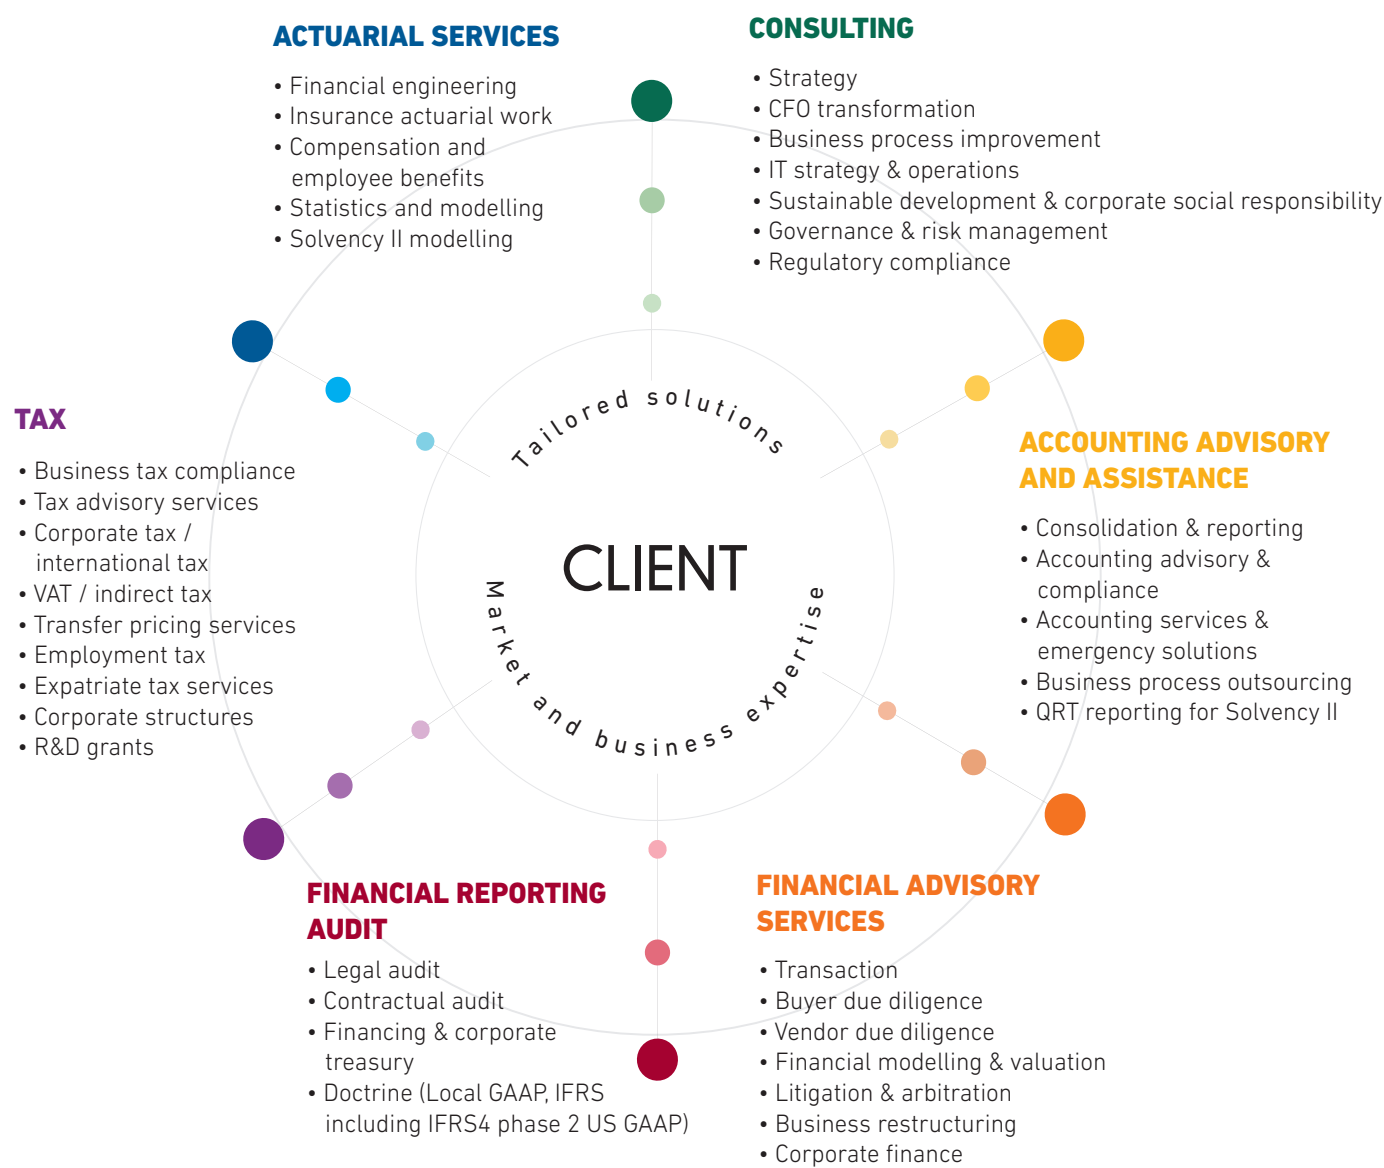 ACTUARIAL SERVICES
• Financial engineering
• Insurance actuarial work
• Compensation and
employee benefits
• Statistics and modelling
• Solvency II modelling
CONSULTING
• Strategy
• CFO transformation
• Business process improvement
• IT strategy & operations
• Sustainable development & corporate social responsibility
• Governance & risk management
• Regulatory compliance
TAX
• Business tax compliance
• Tax advisory services
• Corporate tax /
international tax
• VAT / indirect tax
• Transfer pricing services
• Employment tax
• Expatriate tax services
• Corporate structures
• R&D grants
Tailored solutions
CLIENT
Market and business expertise
ACCOUNTING ADVISORY
AND ASSISTANCE
• Consolidation & reporting
• Accounting advisory &
compliance
• Accounting services &
emergency solutions
• Business process outsourcing
• QRT reporting for Solvency II
FINANCIAL REPORTING
AUDIT
• Legal audit
• Contractual audit
• Financing & corporate
treasury
• Doctrine (Local GAAP, IFRS
including IFRS4 phase 2 US GAAP)
FINANCIAL ADVISORY
SERVICES
• Transaction
• Buyer due diligence
• Vendor due diligence
• Financial modelling & valuation
• Litigation & arbitration
• Business restructuring
• Corporate finance